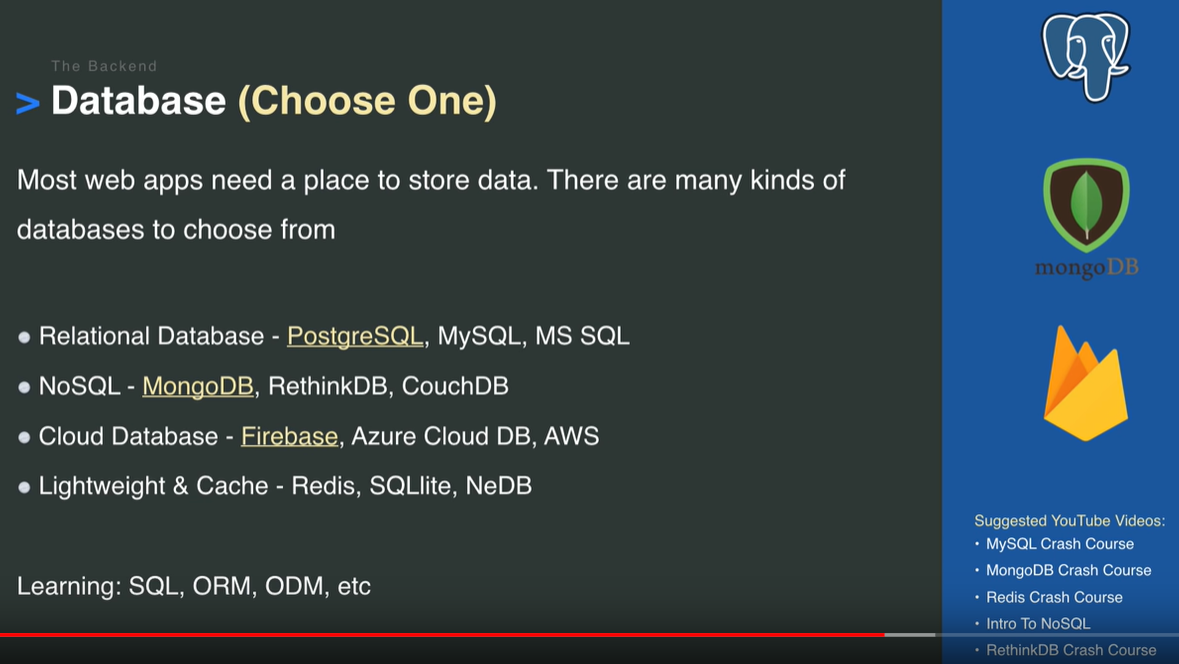 The Backend
> Database (Choose One)
Most web apps need a place to store data. There are many kinds of
databases to choose from
● Relational Database - PostgreSQL, MySQL, MS SQL
● NoSQL - MongoDB, RethinkDB, CouchDB
● Cloud Database - Firebase, Azure Cloud DB, AWS
● Lightweight & Cache - Redis, SQLlite, NeDB
Learning: SQL, ORM, ODM, etc
mongoDB
Suggested YouTube Videos:
• MySQL Crash Course
• MongoDB Crash Course
• Redis Crash Course
• Intro To NoSQL
• RethinkDB Crash Course